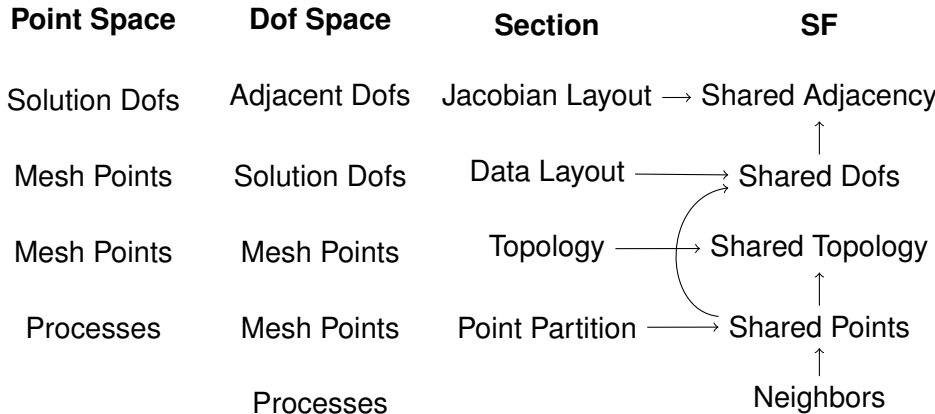 Point Space Dof Space Section SF
Solution Dofs Adjacent Dofs Jacobian Layout Shared Adjacency
Mesh Points Solution Dofs Data Layout Shared Dofs
Mesh Points Mesh Points Topology Shared Topology
Processes Mesh Points Point Partition Shared Points
Processes Neighbors